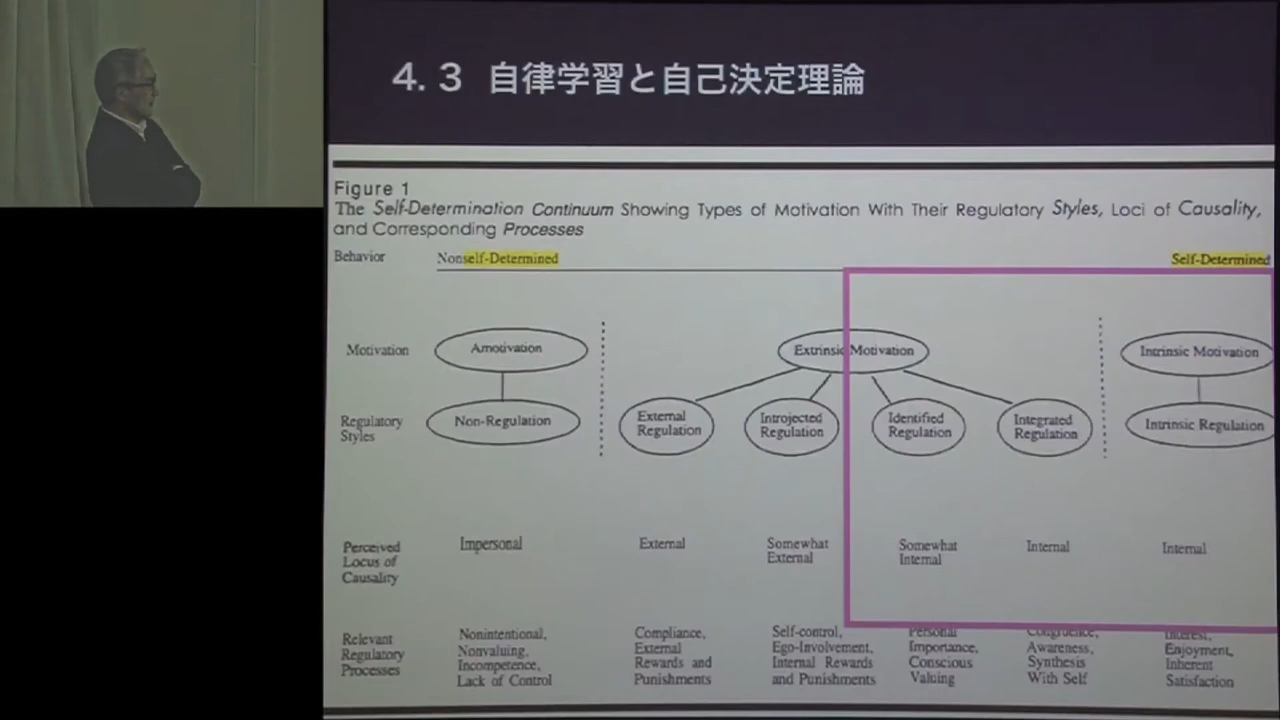 4. 3 自律学習と自己決定理論
Figure 1
The Self-Determination Continuum Showing Types of Motivation With Their Regulatory Styles, Loci of Causality,
and Corresponding Processes
Behavior Nonself-Determined Self-Determined
Motivation Amotivation Extrinsic Motivation Intrinsic Motivation
Regulatory
Styles
Non-Regulation
External
Regulation
Introjected
Regulation
Identified
Regulation
Integrated
Regulation
Intrinsic Regulation
Perceived
Locus of
Causality
Impersonal
External
Somewhat
External
Somewhat
Internal
Internal
Internal
Relevant
Regulatory
Processes
Nonintentional,
Nonvaluing,
Incompetence,
Lack of Control
Compliance,
External
Rewards and
Punishments
Self-control,
Ego-Involvement,
Internal Rewards
and Punishments
Personal
Importance,
Conscious
Valuing
Congruence,
Awareness,
Synthesis
With Self
Interest,
Enjoyment,
Inherent
Satisfaction